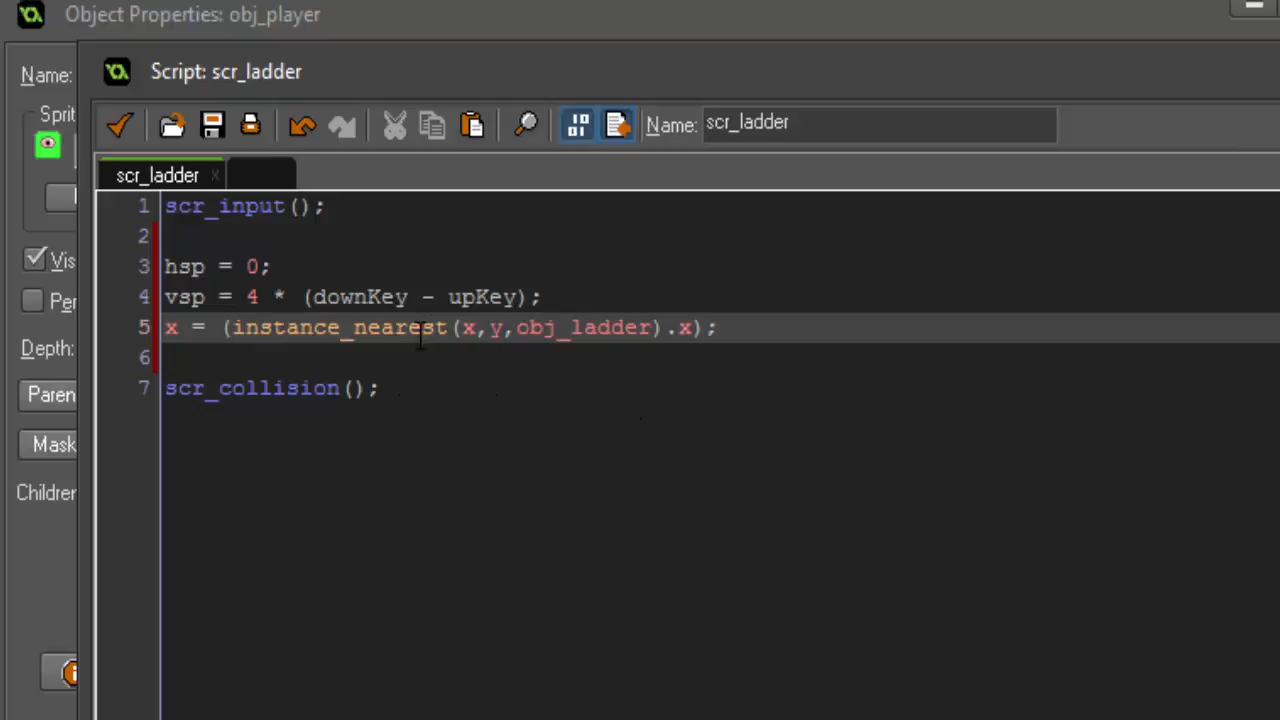 Object Properties: obj_player
Script: scr_ladder
Name:
Name: scr_ladder
Sprit
scr_ladder x
1 scr_input();
2
3 hsp = 0;
4 vsp = 4 * (downKey - upKey);
5 x = (instance_nearest(x,y,obj_ladder).x);
6
7 scr_collision();
Vis
Per
Depth:
Paren
Mask
Children